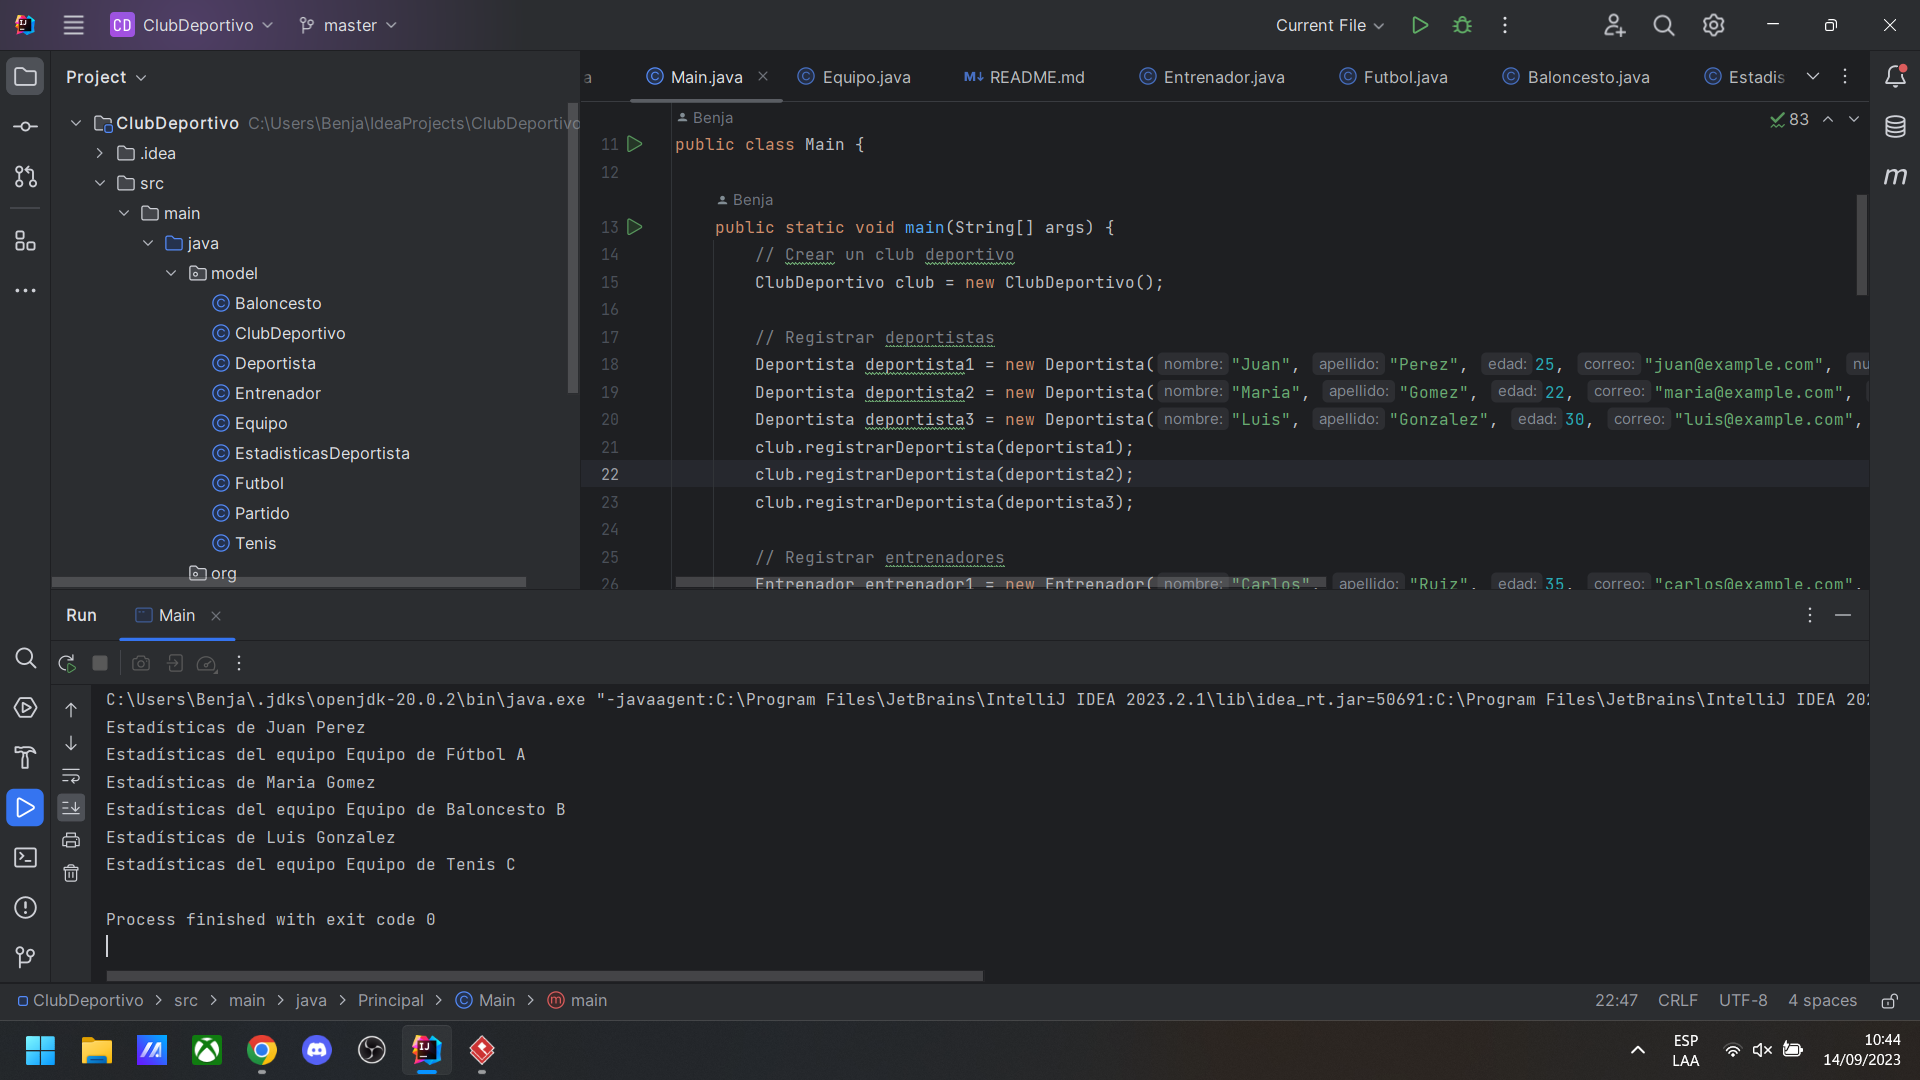 CD ClubDeportivo master Current File
Project
ClubDeportivo C:\Users\Benja\IdeaProjects\ClubDeportivo
.idea
src
main
java
model
Baloncesto
ClubDeportivo
Deportista
Entrenador
Equipo
EstadisticasDeportista
Futbol
Partido
Tenis
org
a Main.java Equipo.java M↓ README.md Entrenador.java Futbol.java Baloncesto.java Estadis
Benja
83
11 public class Main {
12
Benja
13 public static void main(String[] args) {
14 // Crear un club deportivo
15 ClubDeportivo club = new ClubDeportivo();
16
17 // Registrar deportistas
18 Deportista deportista1 = new Deportista( nombre: "Juan", apellido: "Perez", edad: 25, correo: "juan@example.com", nu
19 Deportista deportista2 = new Deportista( nombre: "Maria", apellido: "Gomez", edad: 22, correo: "maria@example.com",
20 Deportista deportista3 = new Deportista( nombre: "Luis", apellido: "Gonzalez", edad: 30, correo: "luis@example.com",
21 club.registrarDeportista(deportista1);
22 club.registrarDeportista(deportista2);
23 club.registrarDeportista(deportista3);
24
25 // Registrar entrenadores
26 Entrenador entrenador1 = new Entrenador( nombre: "Carlos", apellido: "Ruiz", edad: 35, correo: "carlos@example.com",
m
Run Main
C:\Users\Benja\.jdks\openjdk-20.0.2\bin\java.exe "-javaagent:C:\Program Files\JetBrains\IntelliJ IDEA 2023.2.1\lib\idea_rt.jar=50691:C:\Program Files\JetBrains\IntelliJ IDEA 202
Estadísticas de Juan Perez
Estadísticas del equipo Equipo de Fútbol A
Estadísticas de Maria Gomez
Estadísticas del equipo Equipo de Baloncesto B
Estadísticas de Luis Gonzalez
Estadísticas del equipo Equipo de Tenis C
Process finished with exit code 0
ClubDeportivo > src > main > java > Principal > Main > main 22:47 CRLF UTF-8 4 spaces
ESP
LAA
10:44
14/09/2023